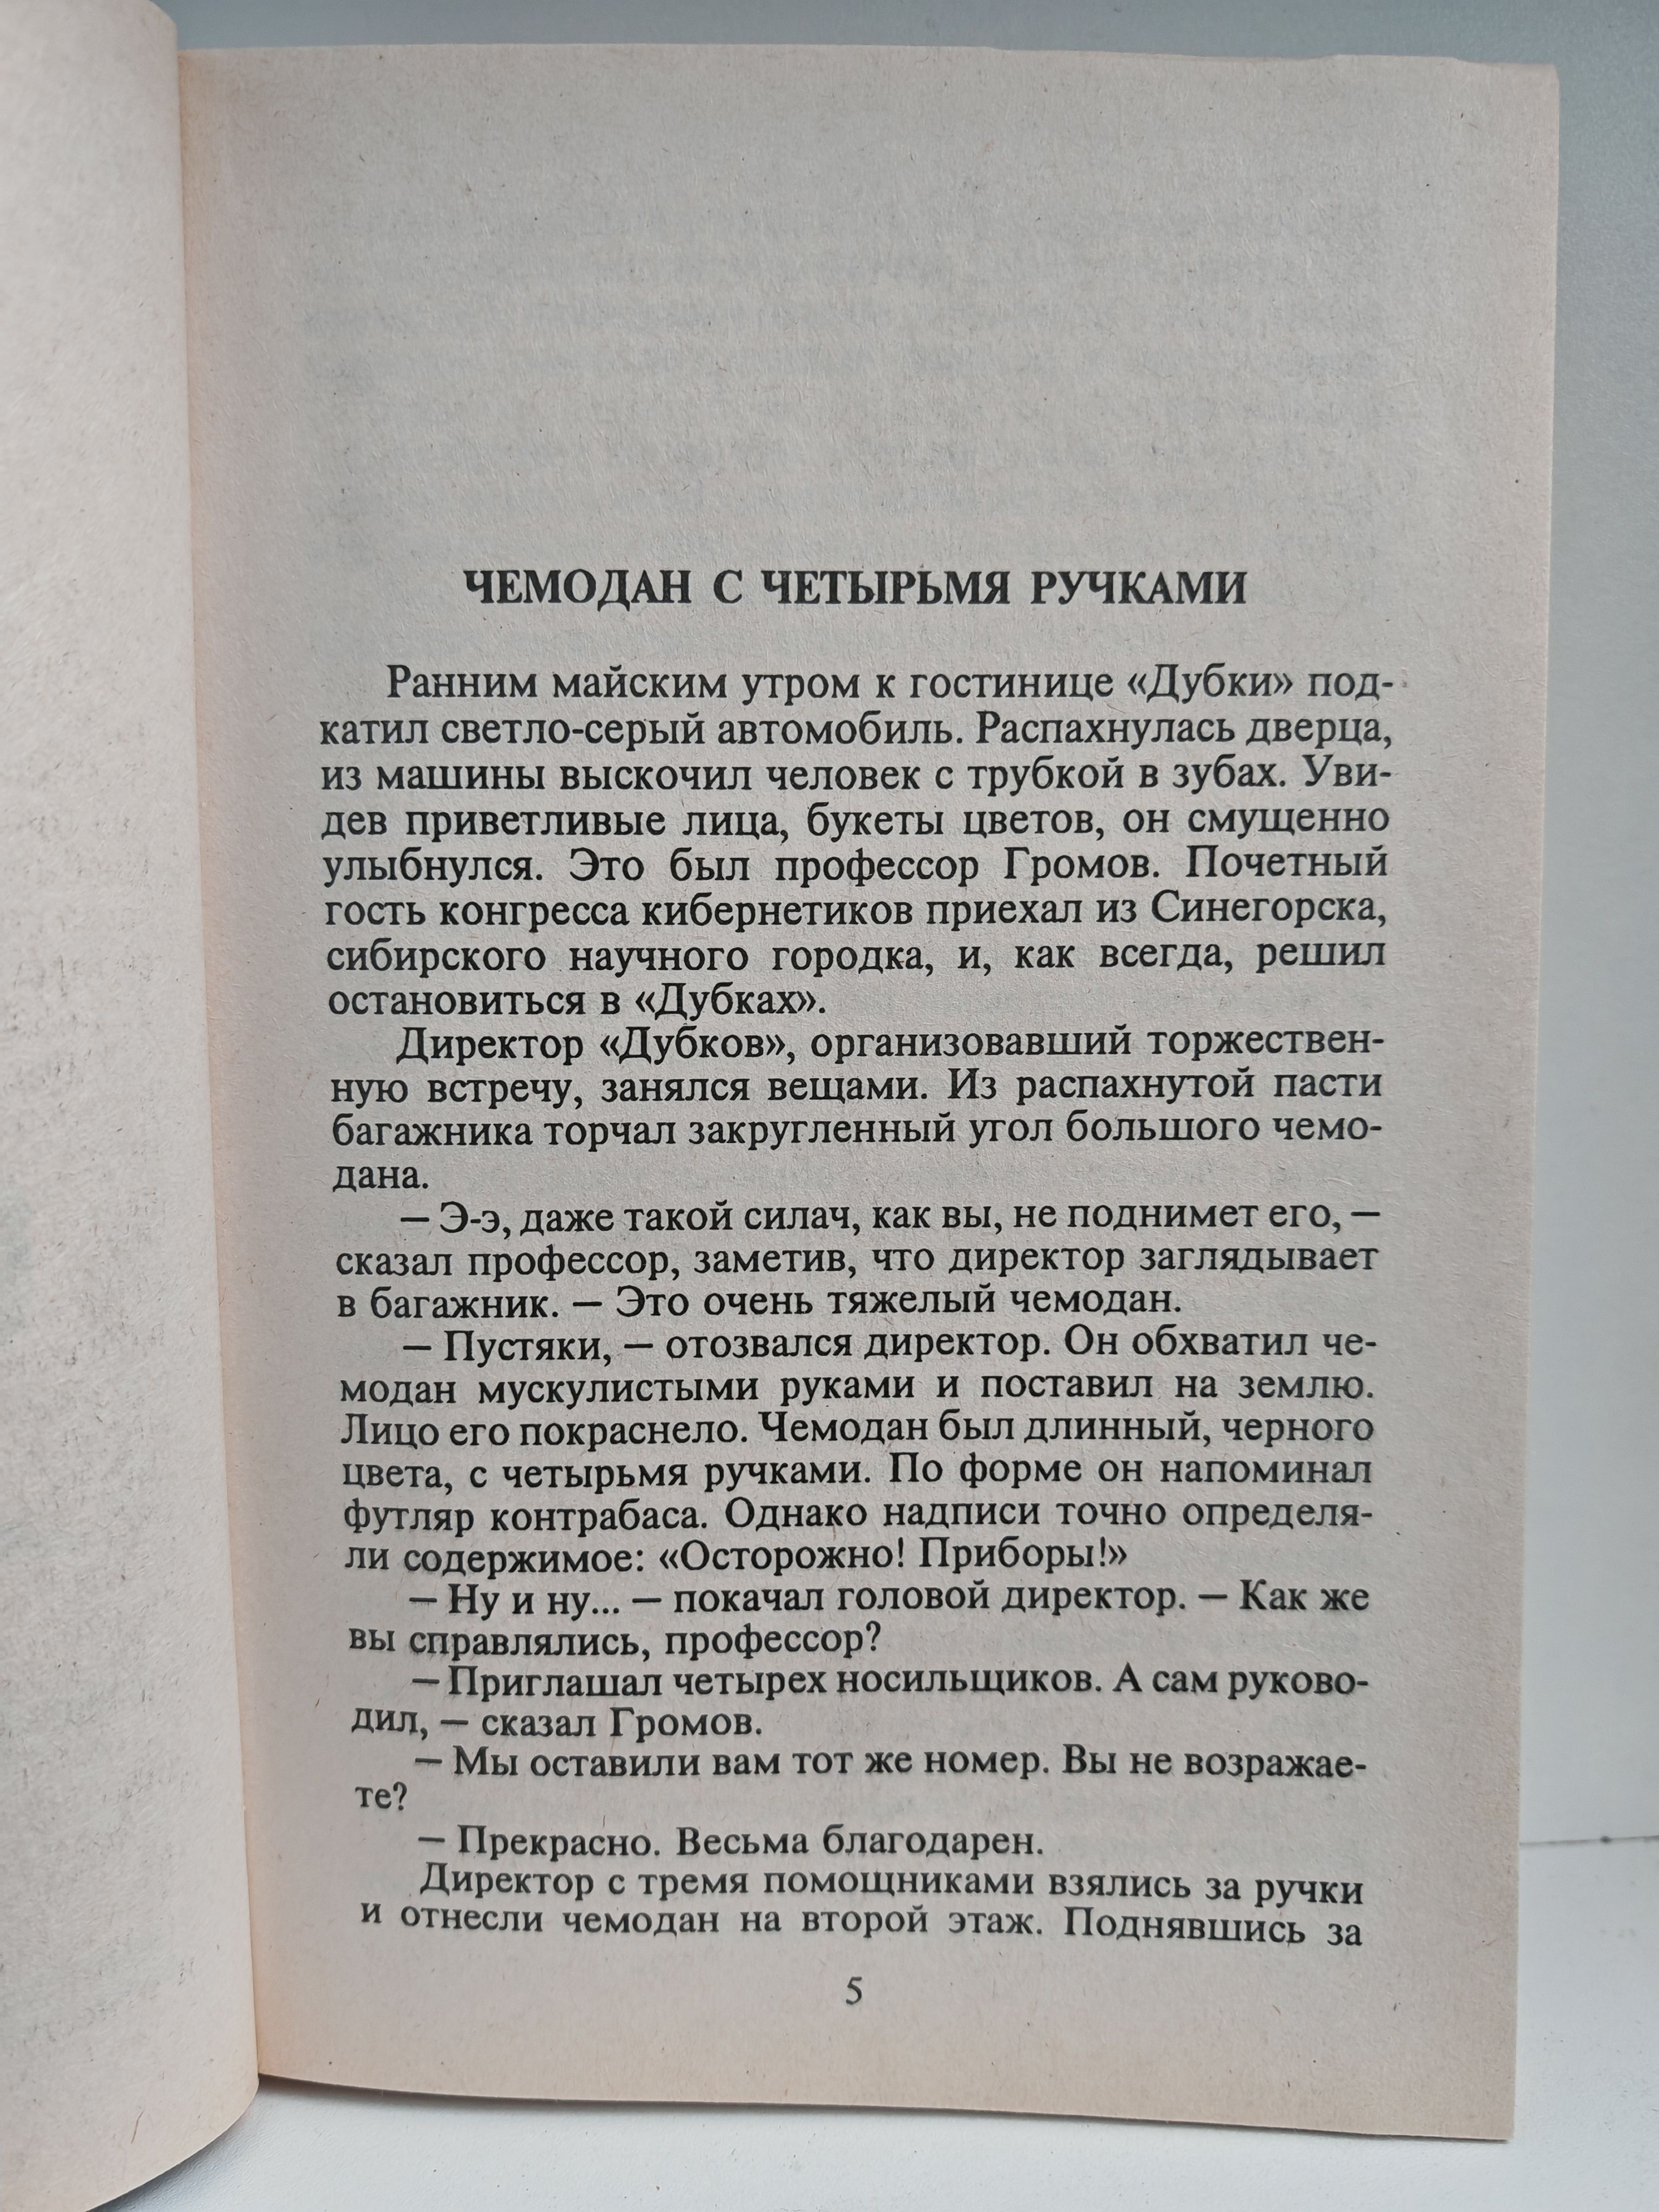 ЧЕМОДАН С ЧЕТЫРЬМЯ РУЧКАМИ
Ранним майским утром к гостинице «Дубки» под-
катил светло-серый автомобиль. Распахнулась дверца,
из машины выскочил человек с трубкой в зубах. Уви-
дев приветливые лица, букеты цветов, он смущенно
улыбнулся. Это был профессор Громов. Почетный
гость конгресса кибернетиков приехал из Синегорска,
сибирского научного городка, и, как всегда, решил
остановиться в «Дубках».
Директор «Дубков», организовавший торжествен-
ную встречу, занялся вещами. Из распахнутой пасти
багажника торчал закругленный угол большого чемо-
дана.
— Э-э, даже такой силач, как вы, не поднимет его, —
сказал профессор, заметив, что директор заглядывает
в багажник. — Это очень тяжелый чемодан.
— Пустяки, — отозвался директор. Он обхватил че-
модан мускулистыми руками и поставил на землю.
Лицо его покраснело. Чемодан был длинный, черного
цвета, с четырьмя ручками. По форме он напоминал
футляр контрабаса. Однако надписи точно определя-
ли содержимое: «Осторожно! Приборы!»
— Ну и ну... — покачал головой директор. — Как же
вы справлялись, профессор?
— Приглашал четырех носильщиков. А сам руково-
дил, — сказал Громов.
— Мы оставили вам тот же номер. Вы не возражае-
те?
— Прекрасно. Весьма благодарен.
Директор с тремя помощниками взялись за ручки
и отнесли чемодан на второй этаж. Поднявшись за
5